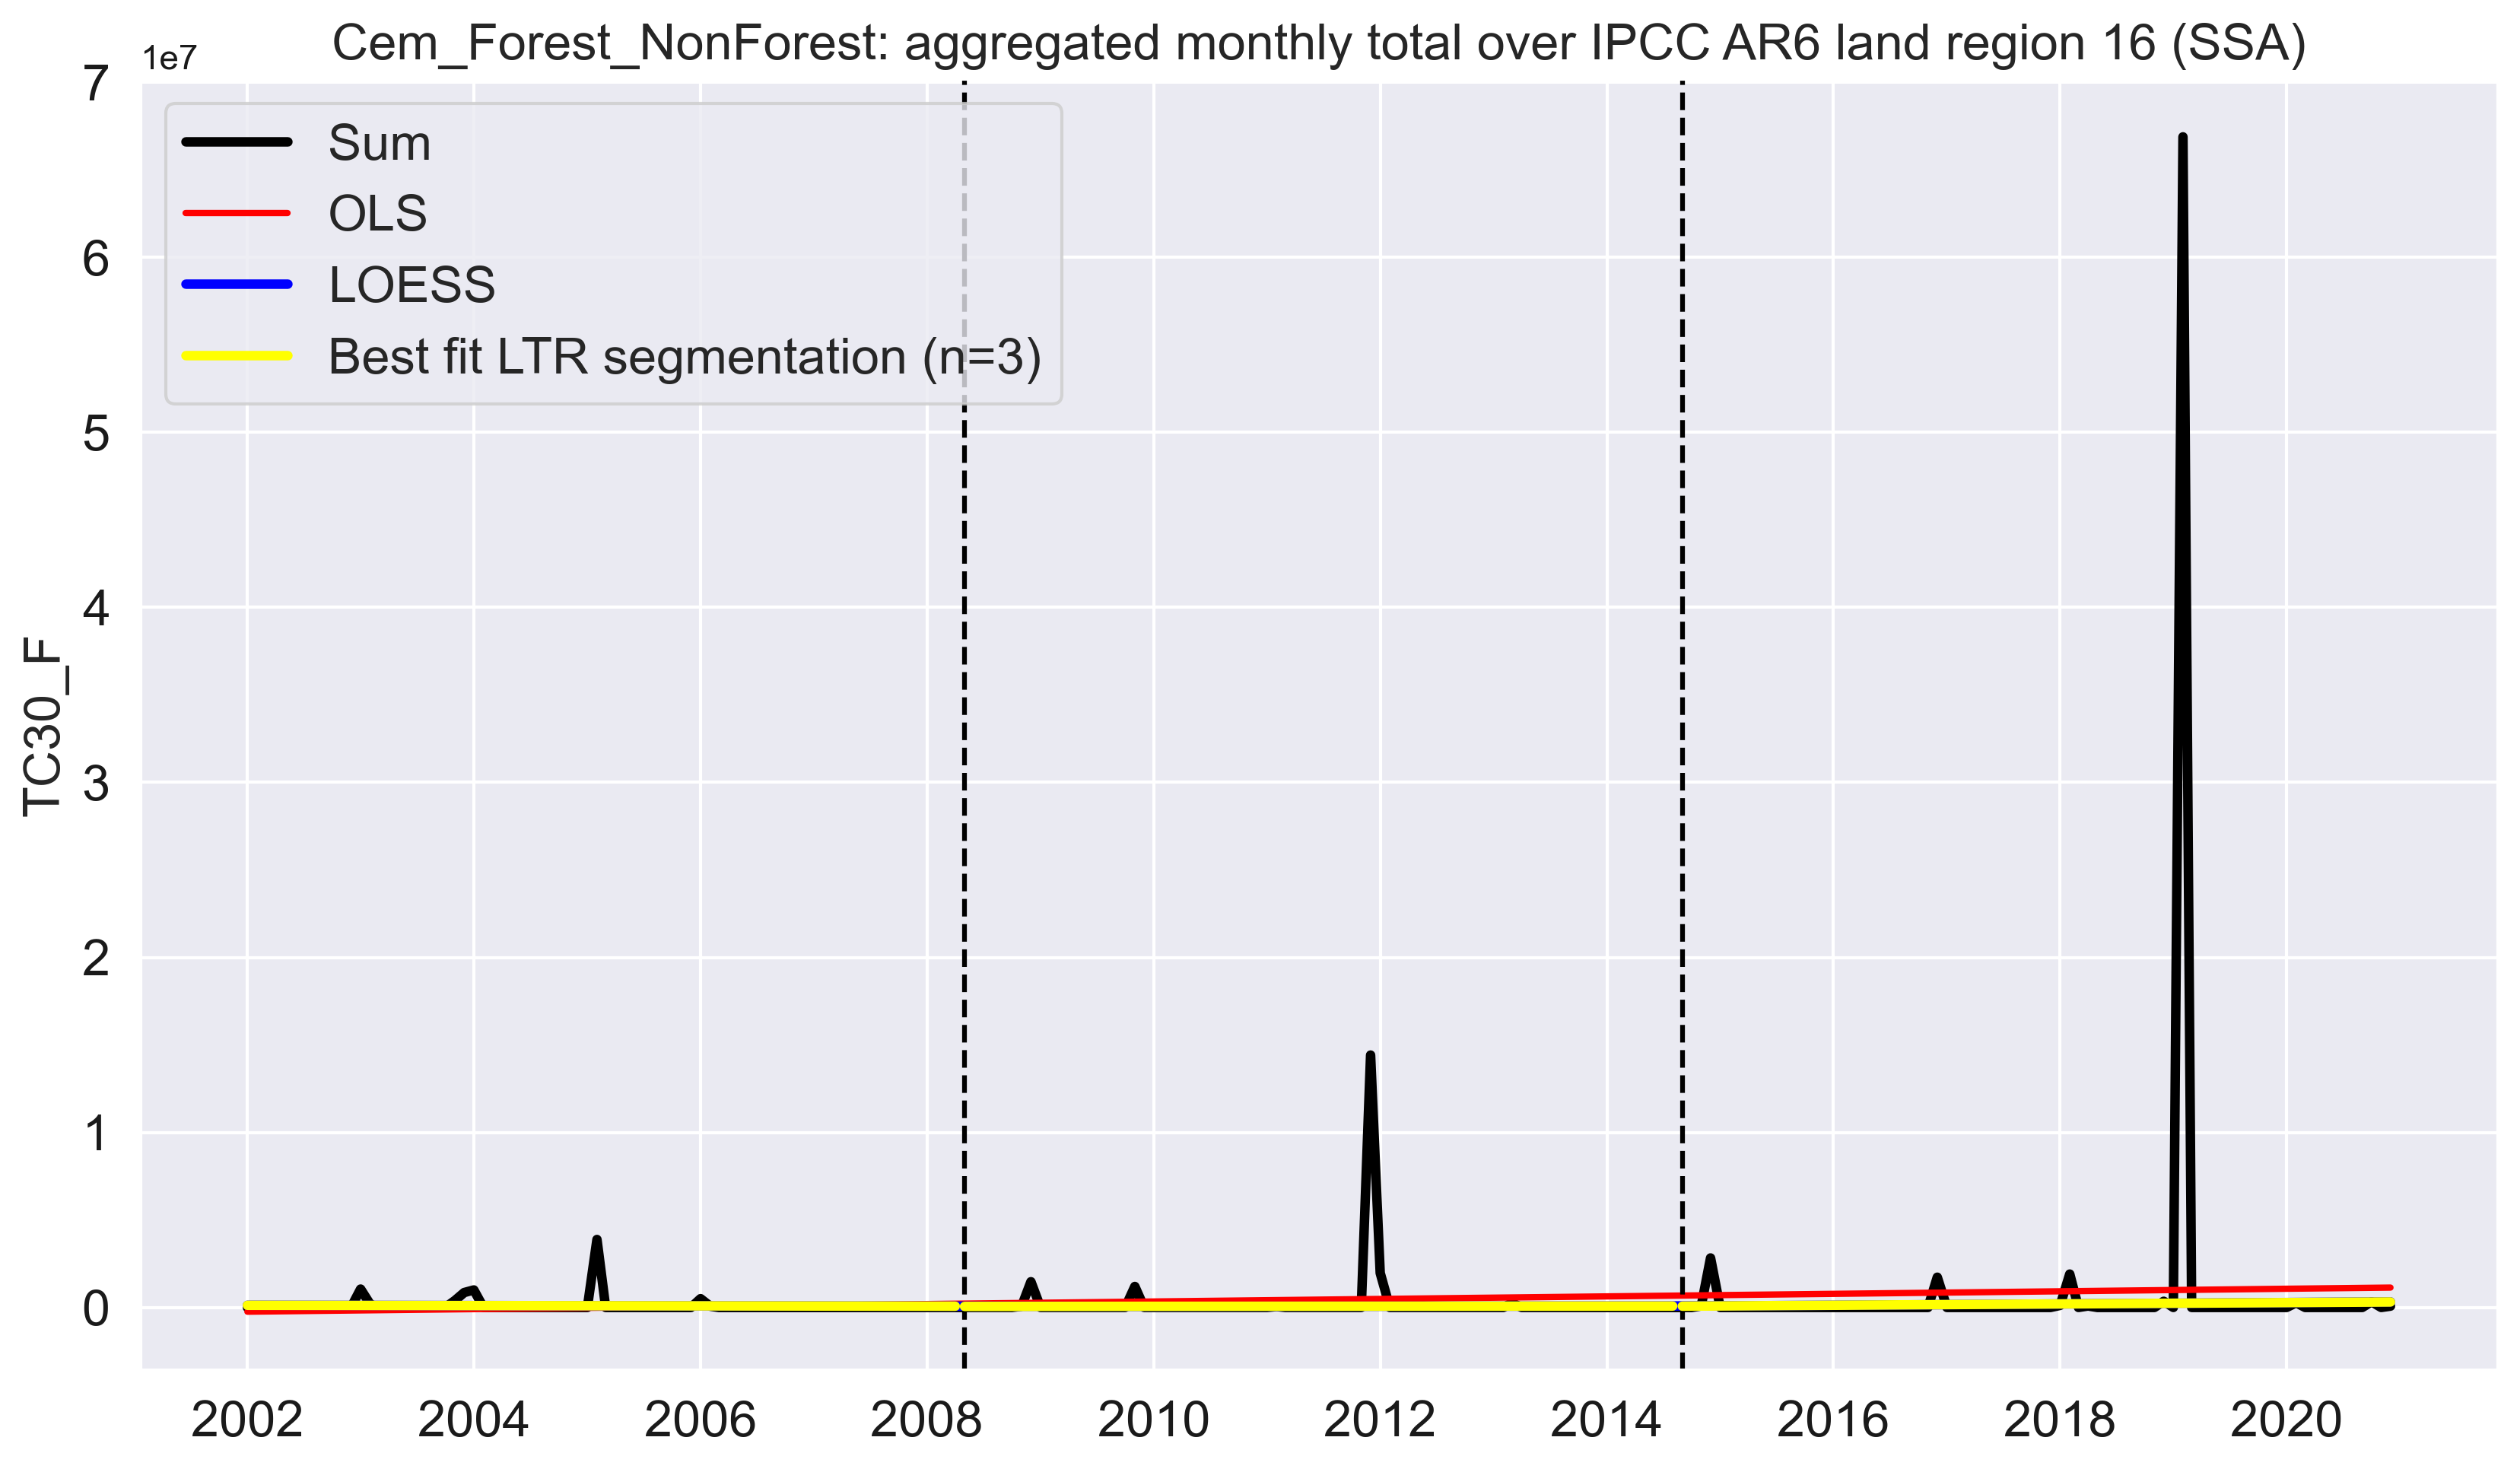 Cem_Forest_NonForest: aggregated monthly total over IPCC AR6 land region 16 (SSA)
1e7
7
6
5
4
3
2
1
0
TC30_F
Sum
OLS
LOESS
Best fit LTR segmentation (n=3)
2002 2004 2006 2008 2010 2012 2014 2016 2018 2020